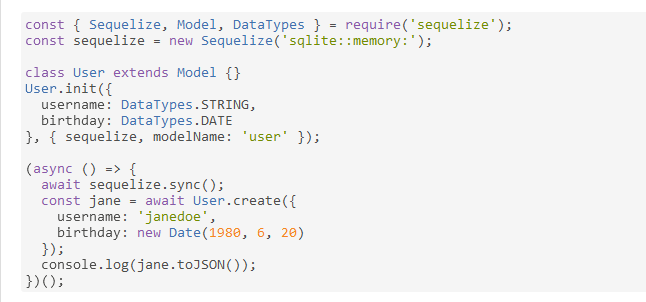 const { Sequelize, Model, DataTypes } = require('sequelize');
const sequelize = new Sequelize('sqlite::memory:');

class User extends Model {}
User.init({
  username: DataTypes.STRING,
  birthday: DataTypes.DATE
}, { sequelize, modelName: 'user' });

(async () => {
  await sequelize.sync();
  const jane = await User.create({
    username: 'janedoe',
    birthday: new Date(1980, 6, 20)
  });
  console.log(jane.toJSON());
})();